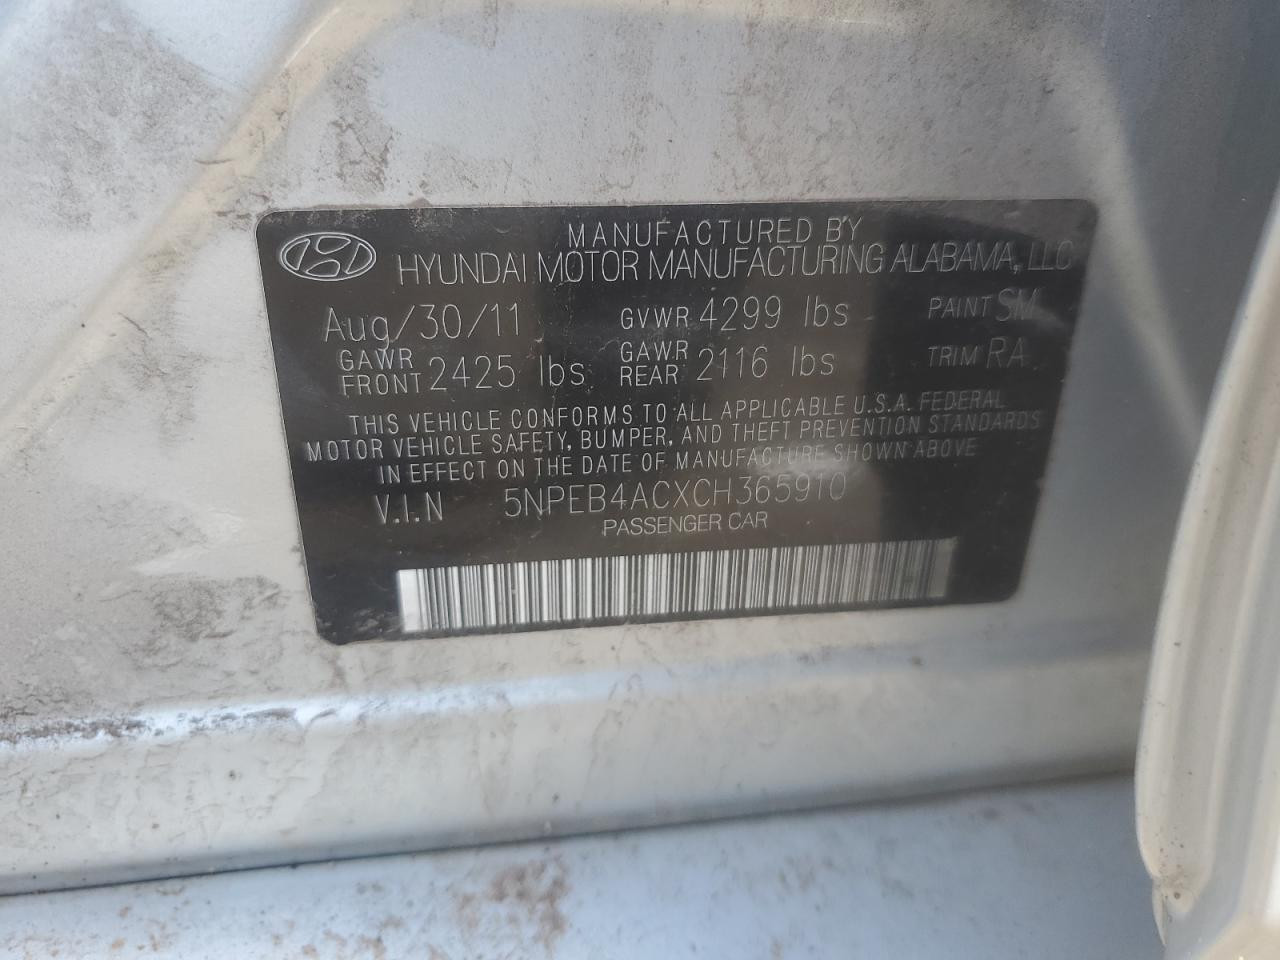 MANUFACTURED BY
HYUNDAI MOTOR MANUFACTURING ALABAMA, LLC
Aug/30/11 GVWR 4299 lbs PAINT SM
GAWR FRONT 2425 lbs GAWR REAR 2116 lbs TRIM RA
THIS VEHICLE CONFORMS TO ALL APPLICABLE U.S.A. FEDERAL
MOTOR VEHICLE SAFETY, BUMPER, AND THEFT PREVENTION STANDARDS
IN EFFECT ON THE DATE OF MANUFACTURE SHOWN ABOVE
V.I.N 5NPEB4ACXCH365910
PASSENGER CAR